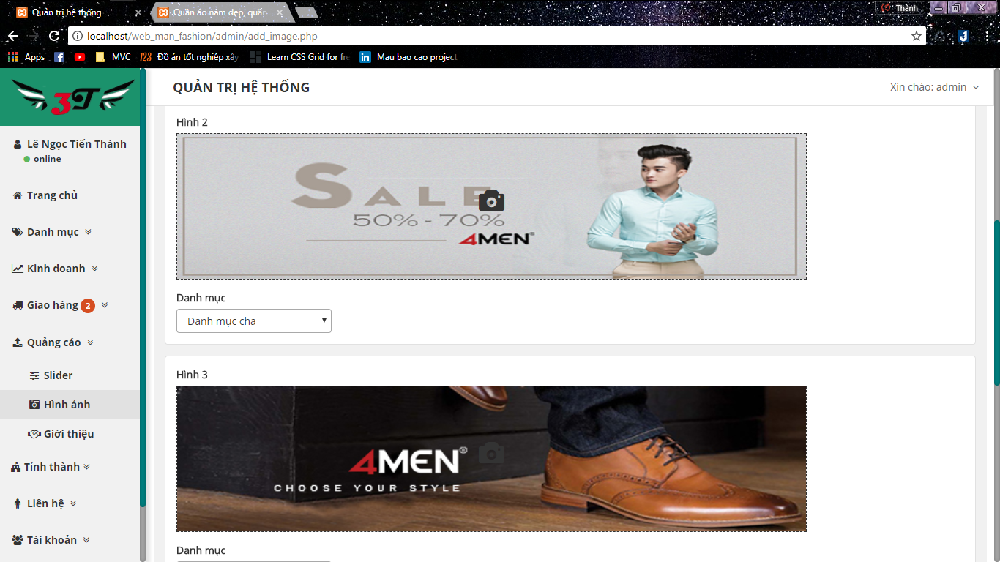 Quản trị hệ thống
Quần áo nam đẹp, quần
Thành
localhost/web_man_fashion/admin/add_image.php
Apps
MVC
123
Đồ án tốt nghiệp xây
Learn CSS Grid for fre
in
Mau bao cao project
3T
QUẢN TRỊ HỆ THỐNG
Xin chào: admin
Lê Ngọc Tiến Thành
online
Trang chủ
Danh mục
Kinh doanh
Giao hàng 2
Quảng cáo
Slider
Hình ảnh
Giới thiệu
Tỉnh thành
Liên hệ
Tài khoản
Hình 2
SALE
50% - 70%
4MEN
Danh mục
Danh mục cha
Hình 3
4MEN®
CHOOSE YOUR STYLE
Danh mục